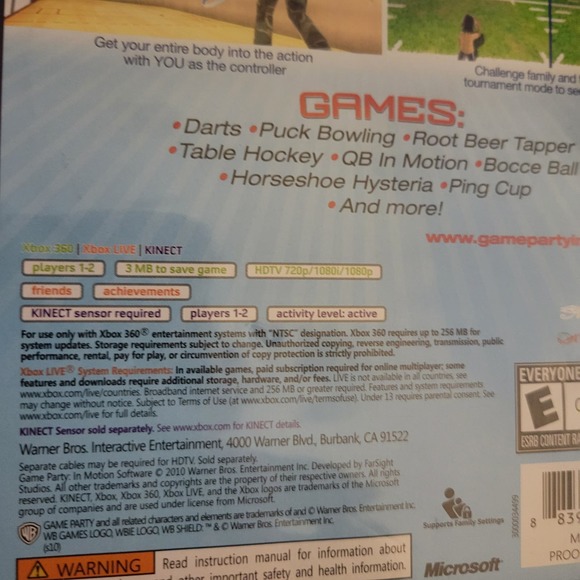 Get your entire body into the action
with YOU as the controller
Challenge family and
tournament mode to see
GAMES:
•Darts •Puck Bowling •Root Beer Tapper
•Table Hockey •QB In Motion •Bocce Ball
•Horseshoe Hysteria •Ping Cup
•And more!
www.gameparty
Xbox 360 | Xbox LIVE | KINECT
players 1-2 3 MB to save game HDTV 720p/1080i/1080p
friends achievements
KINECT sensor required players 1-2 activity level: active
For use only with Xbox 360® entertainment systems with "NTSC" designation. Xbox 360 requires up to 256 MB for
system updates. Storage requirements subject to change. Unauthorized copying, reverse engineering, transmission, public
performance, rental, pay for play, or circumvention of copy protection is strictly prohibited.
Xbox LIVE® System Requirements: In available games, paid subscription required for online multiplayer; some
features and downloads require additional storage, hardware, and/or fees. LIVE is not available in all countries, see
www.xbox.com/live/countries. Broadband internet service and 256 MB or greater required. Features and system requirements
may change without notice. Subject to Terms of Use (at www.xbox.com/live/termsofuse). Under 13 requires parental consent. See
www.xbox.com/live for full details.
KINECT Sensor sold separately. See www.xbox.com for KINECT details.
Warner Bros. Interactive Entertainment, 4000 Warner Blvd., Burbank, CA 91522
Separate cables may be required for HDTV. Sold separately.
Game Party: In Motion Software © 2010 Warner Bros. Entertainment Inc. Developed by FarSight
Studios. All other trademarks and copyrights are the property of their respective owners. All rights
reserved. KINECT, Xbox, Xbox 360, Xbox LIVE, and the Xbox logos are trademarks of the Microsoft
group of companies and are used under license from Microsoft.
GAME PARTY and all related characters and elements are trademarks of and © Warner Bros. Entertainment Inc.
WB GAMES LOGO, WBIE LOGO, WB SHIELD: ™ & © Warner Bros. Entertainment Inc.
(s10)
WARNING Read instruction manual for information about
other important safety and health information.
Supports Family Settings
Microsoft
EVERYONE
E
ESRB CONTENT RA
8 839
M
PROO